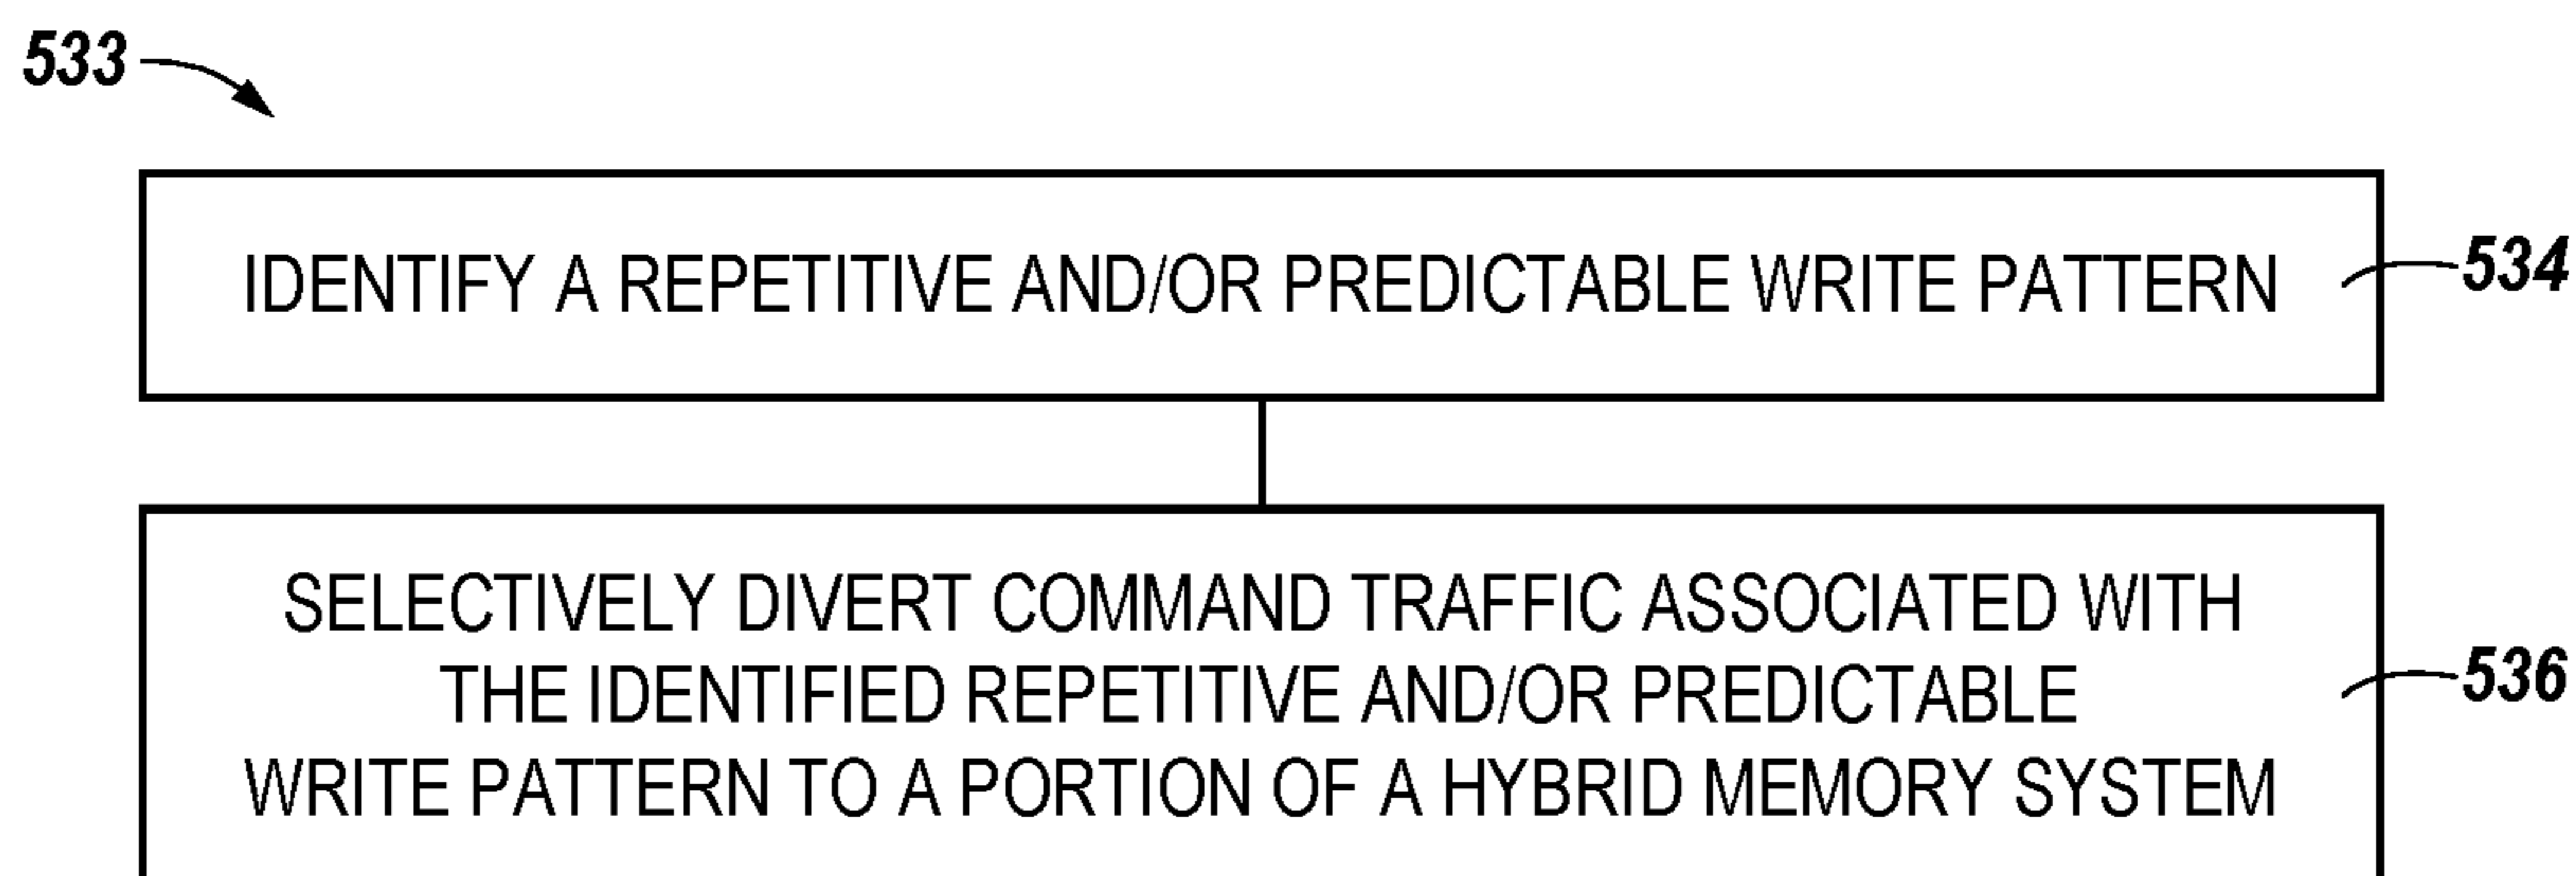 533
IDENTIFY A REPETITIVE AND/OR PREDICTABLE WRITE PATTERN
534
SELECTIVELY DIVERT COMMAND TRAFFIC ASSOCIATED WITH
THE IDENTIFIED REPETITIVE AND/OR PREDICTABLE
WRITE PATTERN TO A PORTION OF A HYBRID MEMORY SYSTEM
536